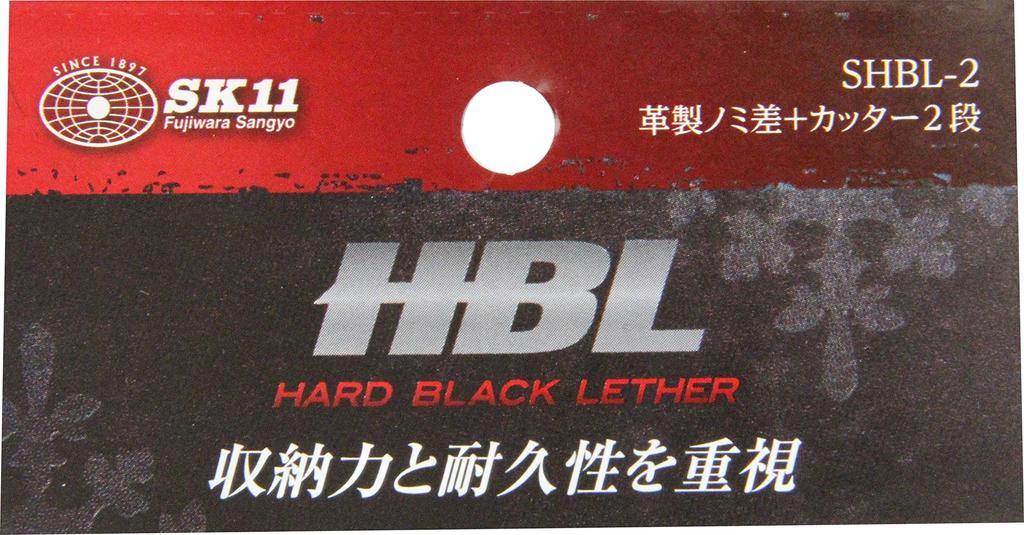 SINCE 1897
SK11
Fujiwara Sangyo
SHBL-2
革製ノミ差+カッター2段
HBL
HARD BLACK LETHER
収納力と耐久性を重視